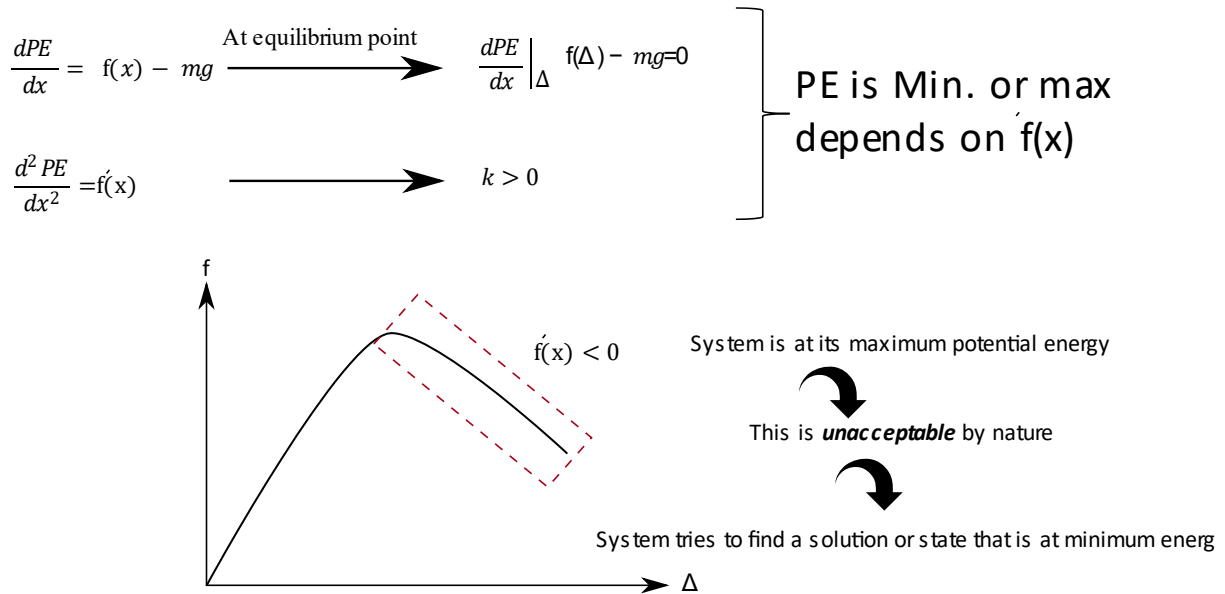 dPE/dx = f(x) − mg
At equilibrium point
dPE/dx |Δ f(Δ) − mg=0
d² PE/dx² =f́(x)
k > 0
PE is Min. or max
depends on ́f(x)
f
f́(x) < 0
Δ
System is at its maximum potential energy
This is unacceptable by nature
System tries to find a solution or state that is at minimum energ